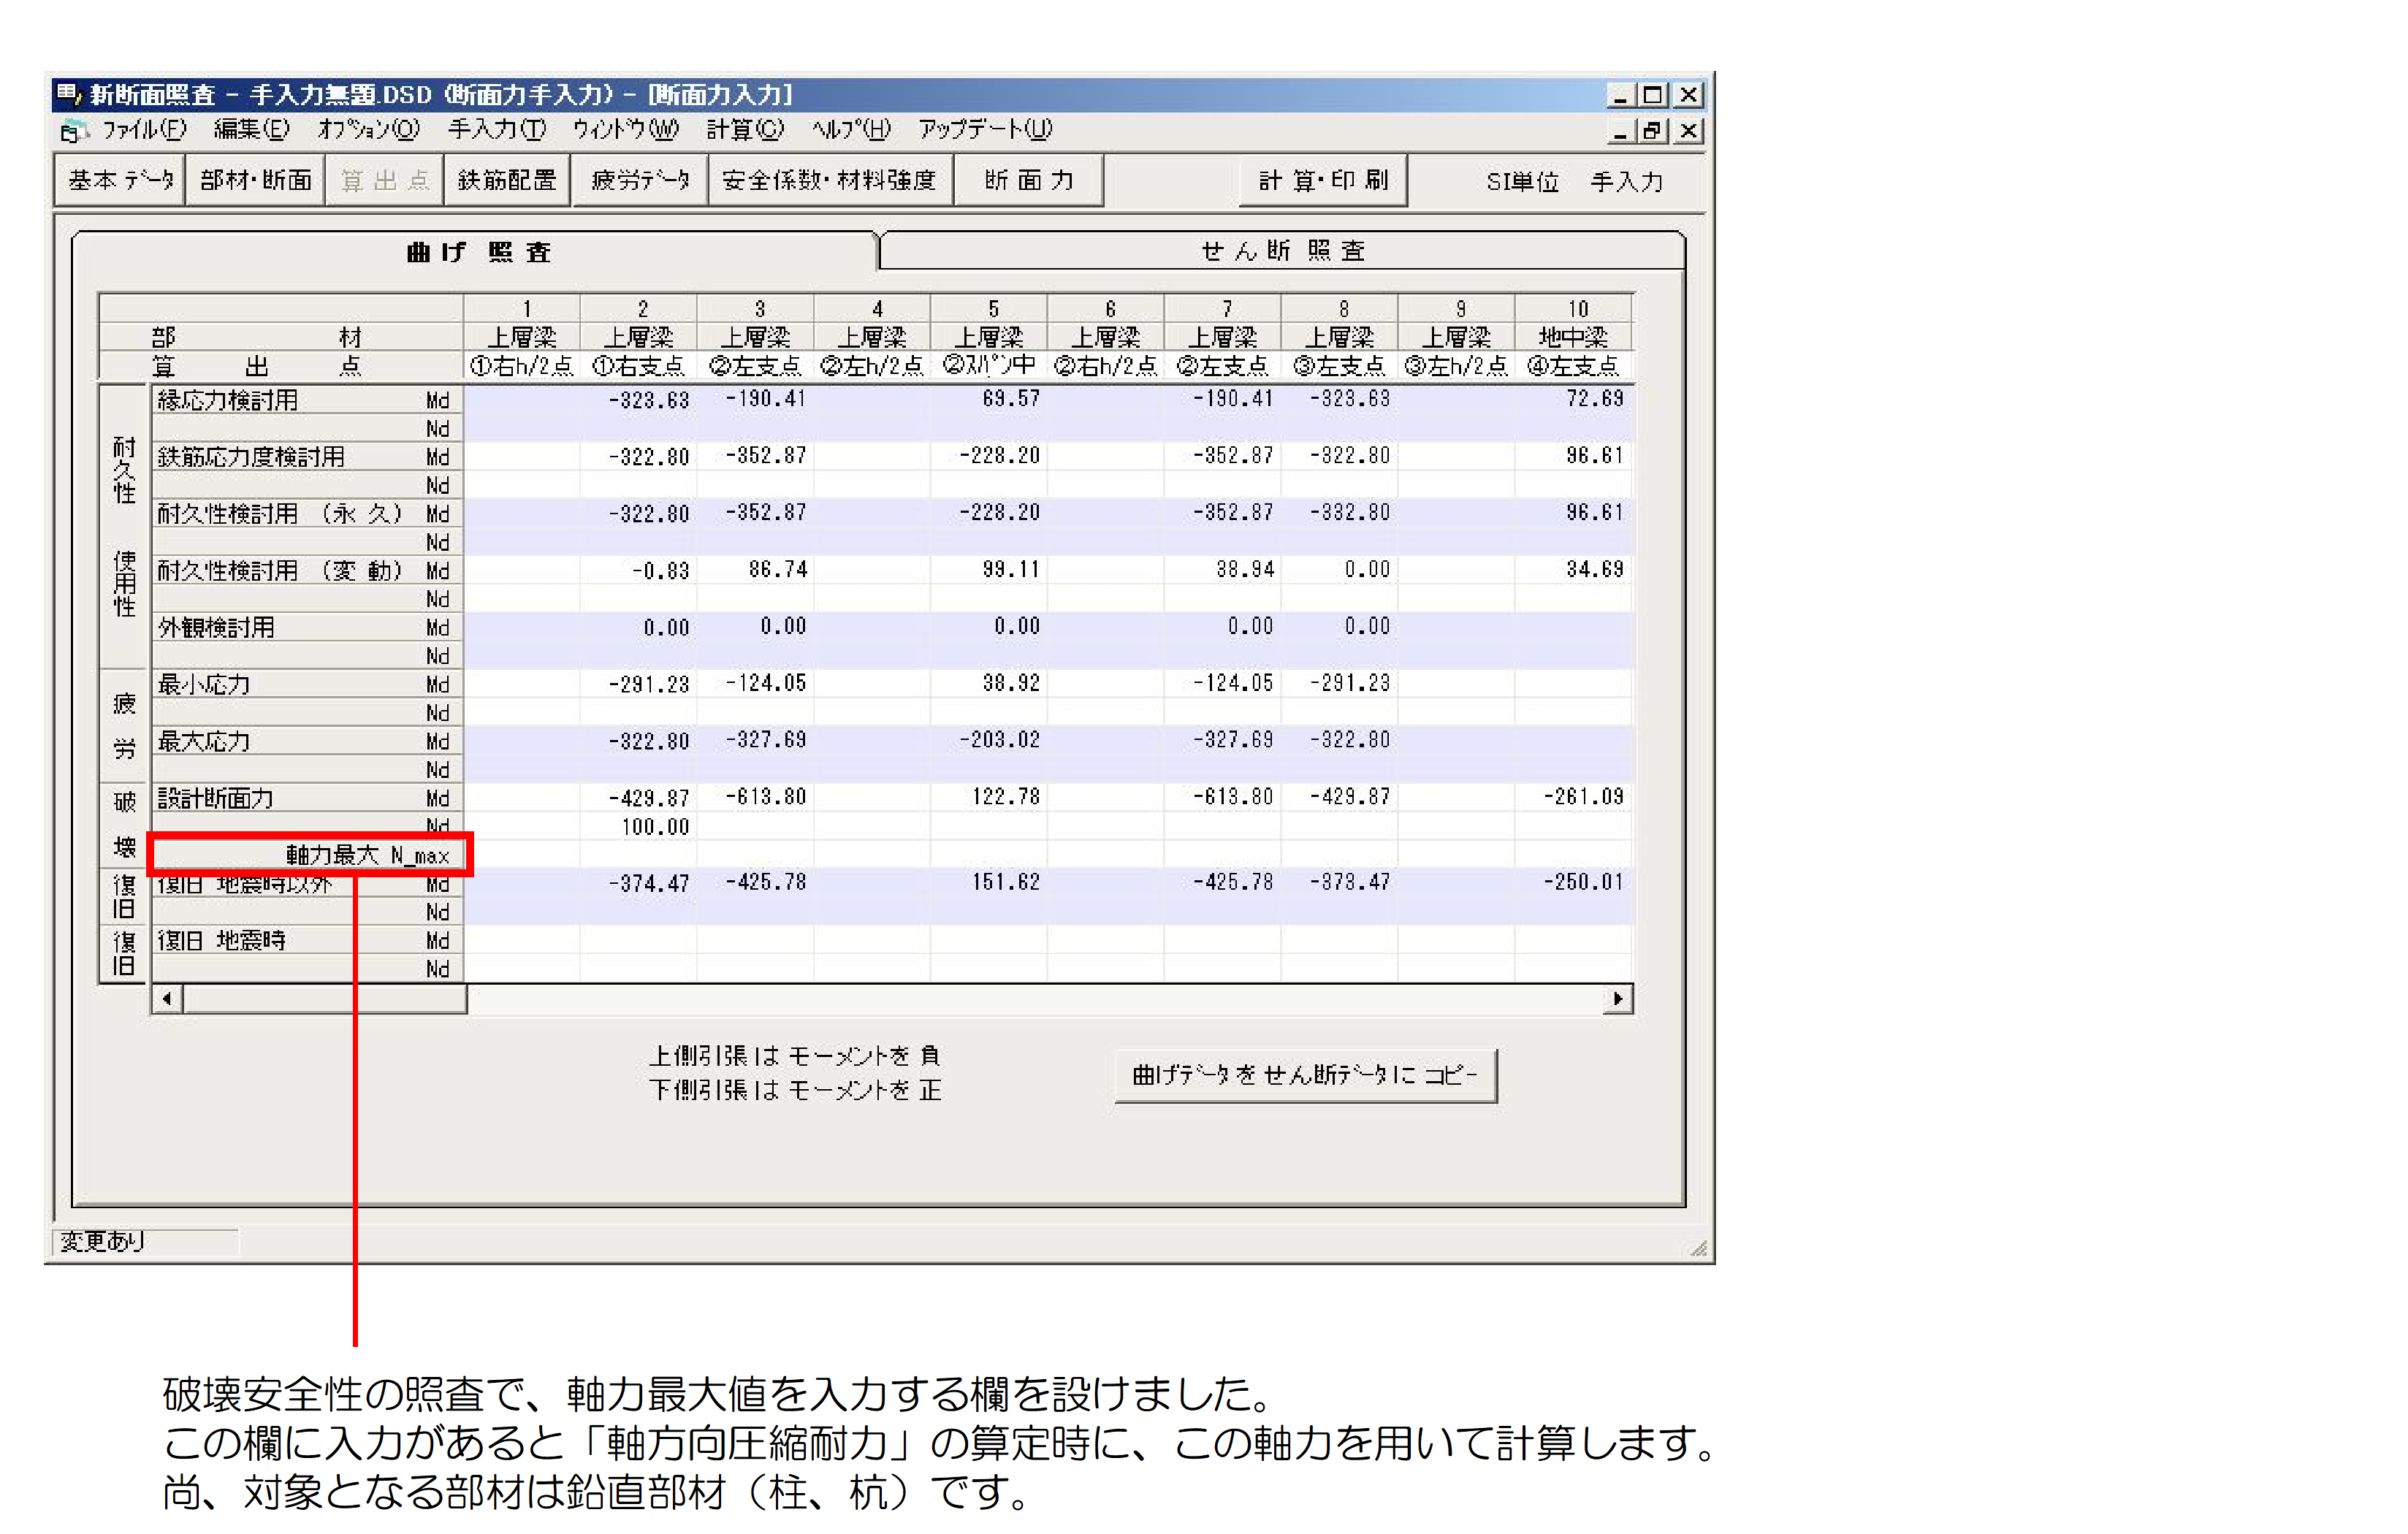 新断面照査 - 手入力無題.DSD (断面力手入力) - [断面力入力]
ﾌｧｲﾙ(F) 編集(E) ｵﾌﾟｼｮﾝ(O) 手入力(T) ｳｨﾝﾄﾞｳ(W) 計算(C) ﾍﾙﾌﾟ(H) アップデート(U)
基本 ﾃﾞｰﾀ 部材・断面 算 出 点 鉄筋配置 疲労ﾃﾞｰﾀ 安全係数・材料強度 断 面 力 計 算・印 刷 SI単位 手入力
曲 げ 照 査 せ ん 断 照 査
1 2 3 4 5 6 7 8 9 10
部 材 上層梁 上層梁 上層梁 上層梁 上層梁 上層梁 上層梁 上層梁 上層梁 地中梁
算 出 点 ①右h/2点 ①右支点 ②左支点 ②左h/2点 ②ｽﾊﾟﾝ中 ②右h/2点 ②左支点 ③左支点 ③左h/2点 ④左支点
耐久性 使用性
縁応力検討用 Md -323.63 -190.41 69.57 -190.41 -323.63 72.69
Nd
鉄筋応力度検討用 Md -322.80 -352.87 -228.20 -352.87 -322.80 96.61
Nd
耐久性検討用 （永 久） Md -322.80 -352.87 -228.20 -352.87 -332.80 96.61
Nd
耐久性検討用 （変 動） Md -0.83 86.74 99.11 38.94 0.00 34.69
Nd
外観検討用 Md 0.00 0.00 0.00 0.00 0.00
Nd
疲 労
最小応力 Md -291.23 -124.05 38.92 -124.05 -291.23
Nd
最大応力 Md -322.80 -327.69 -203.02 -327.69 -322.80
Nd
破 壊
設計断面力 Md -429.87 -613.80 122.78 -613.80 -429.87 -261.09
Nd 100.00
軸力最大 N_max
復旧
復旧 地震時以外 Md -374.47 -425.78 151.62 -425.78 -373.47 -250.01
Nd
復旧
復旧 地震時 Md
Nd
上側引張は モーメントを 負
下側引張は モーメントを 正
曲げﾃﾞｰﾀを せん断ﾃﾞｰﾀに コピー
変更あり
破壊安全性の照査で、軸力最大値を入力する欄を設けました。
この欄に入力があると「軸方向圧縮耐力」の算定時に、この軸力を用いて計算します。
尚、対象となる部材は鉛直部材（柱、杭）です。